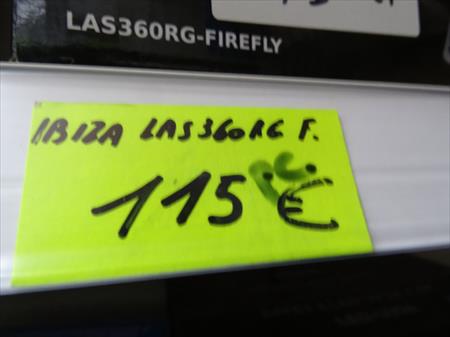 LAS360RG-FIREFLY
IBIZA LAS360RG F.
115 €